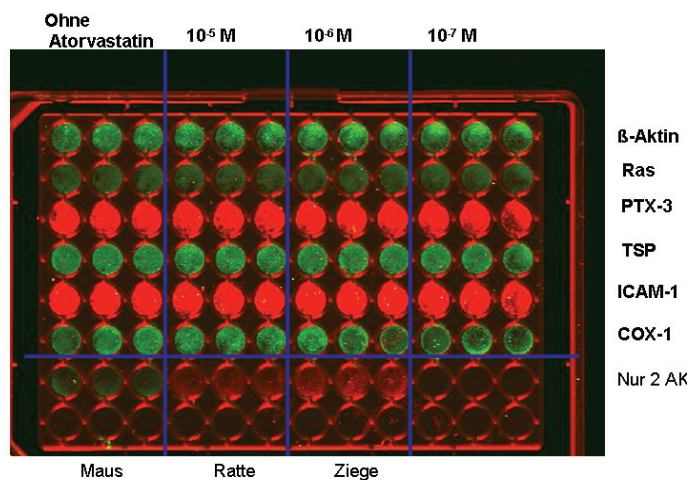 Ohne
Atorvastatin
10-5 M
10-6 M
10-7 M
ß-Aktin
Ras
PTX-3
TSP
ICAM-1
COX-1
Nur 2 AK
Maus
Ratte
Ziege